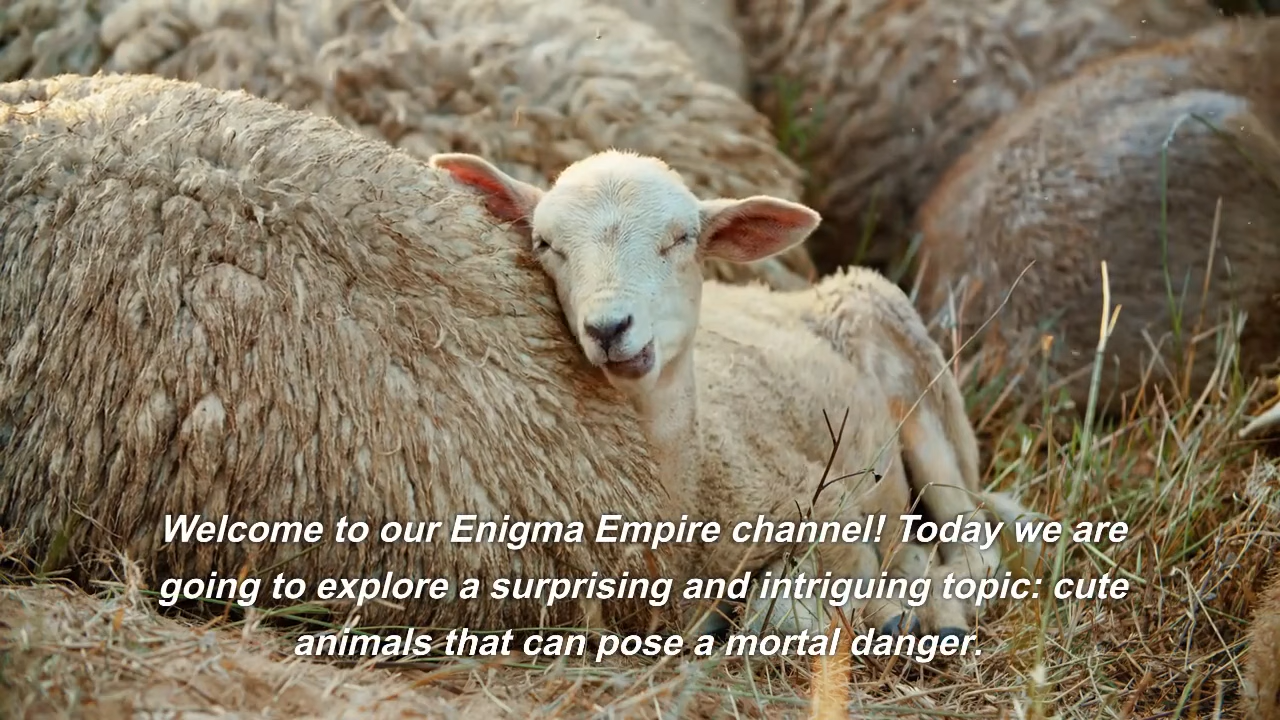 Welcome to our Enigma Empire channel! Today we are
going to explore a surprising and intriguing topic: cute
animals that can pose a mortal danger.